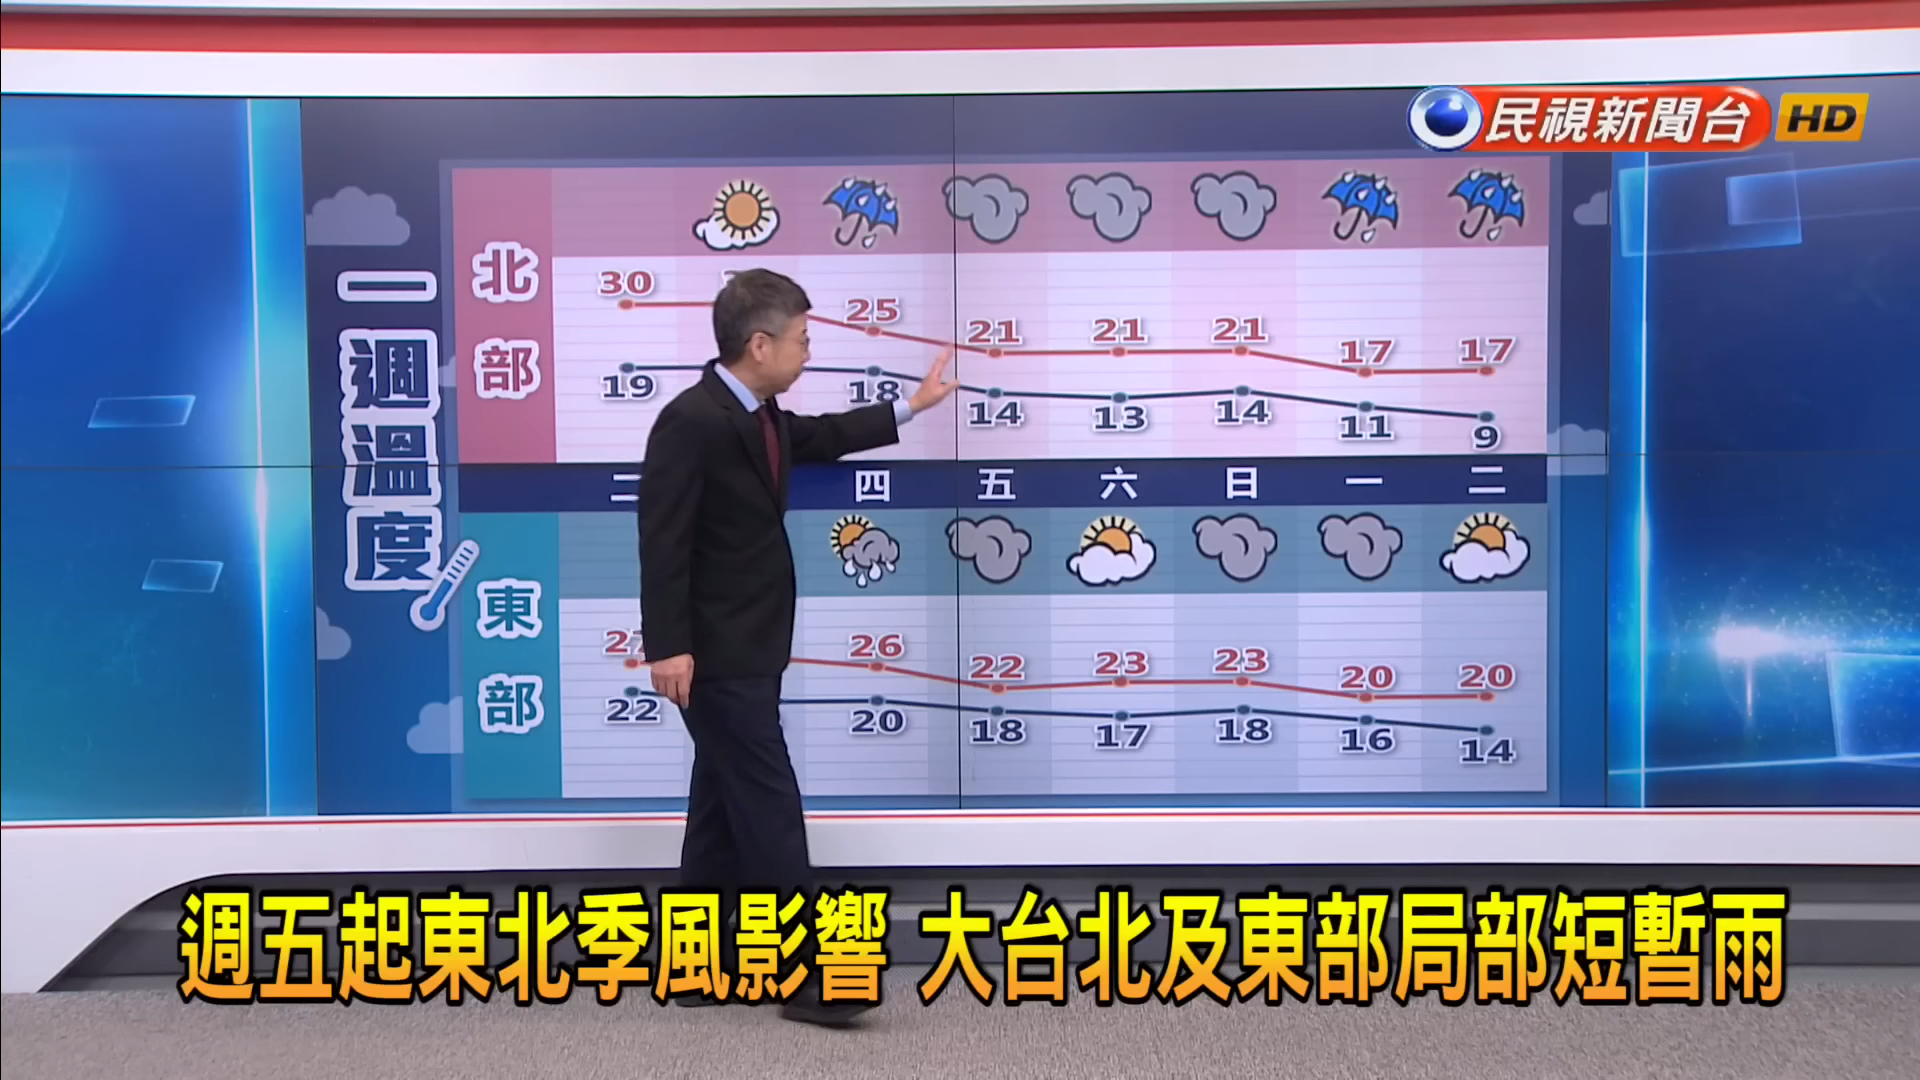 民視新聞台 HD
一週溫度
北部
30 25 21 21 21 17 17
19 18 14 13 14 11 9
四 五 六 日 一 二
東部
26 22 23 23 20 20
22 20 18 17 18 16 14
週五起東北季風影響 大台北及東部局部短暫雨